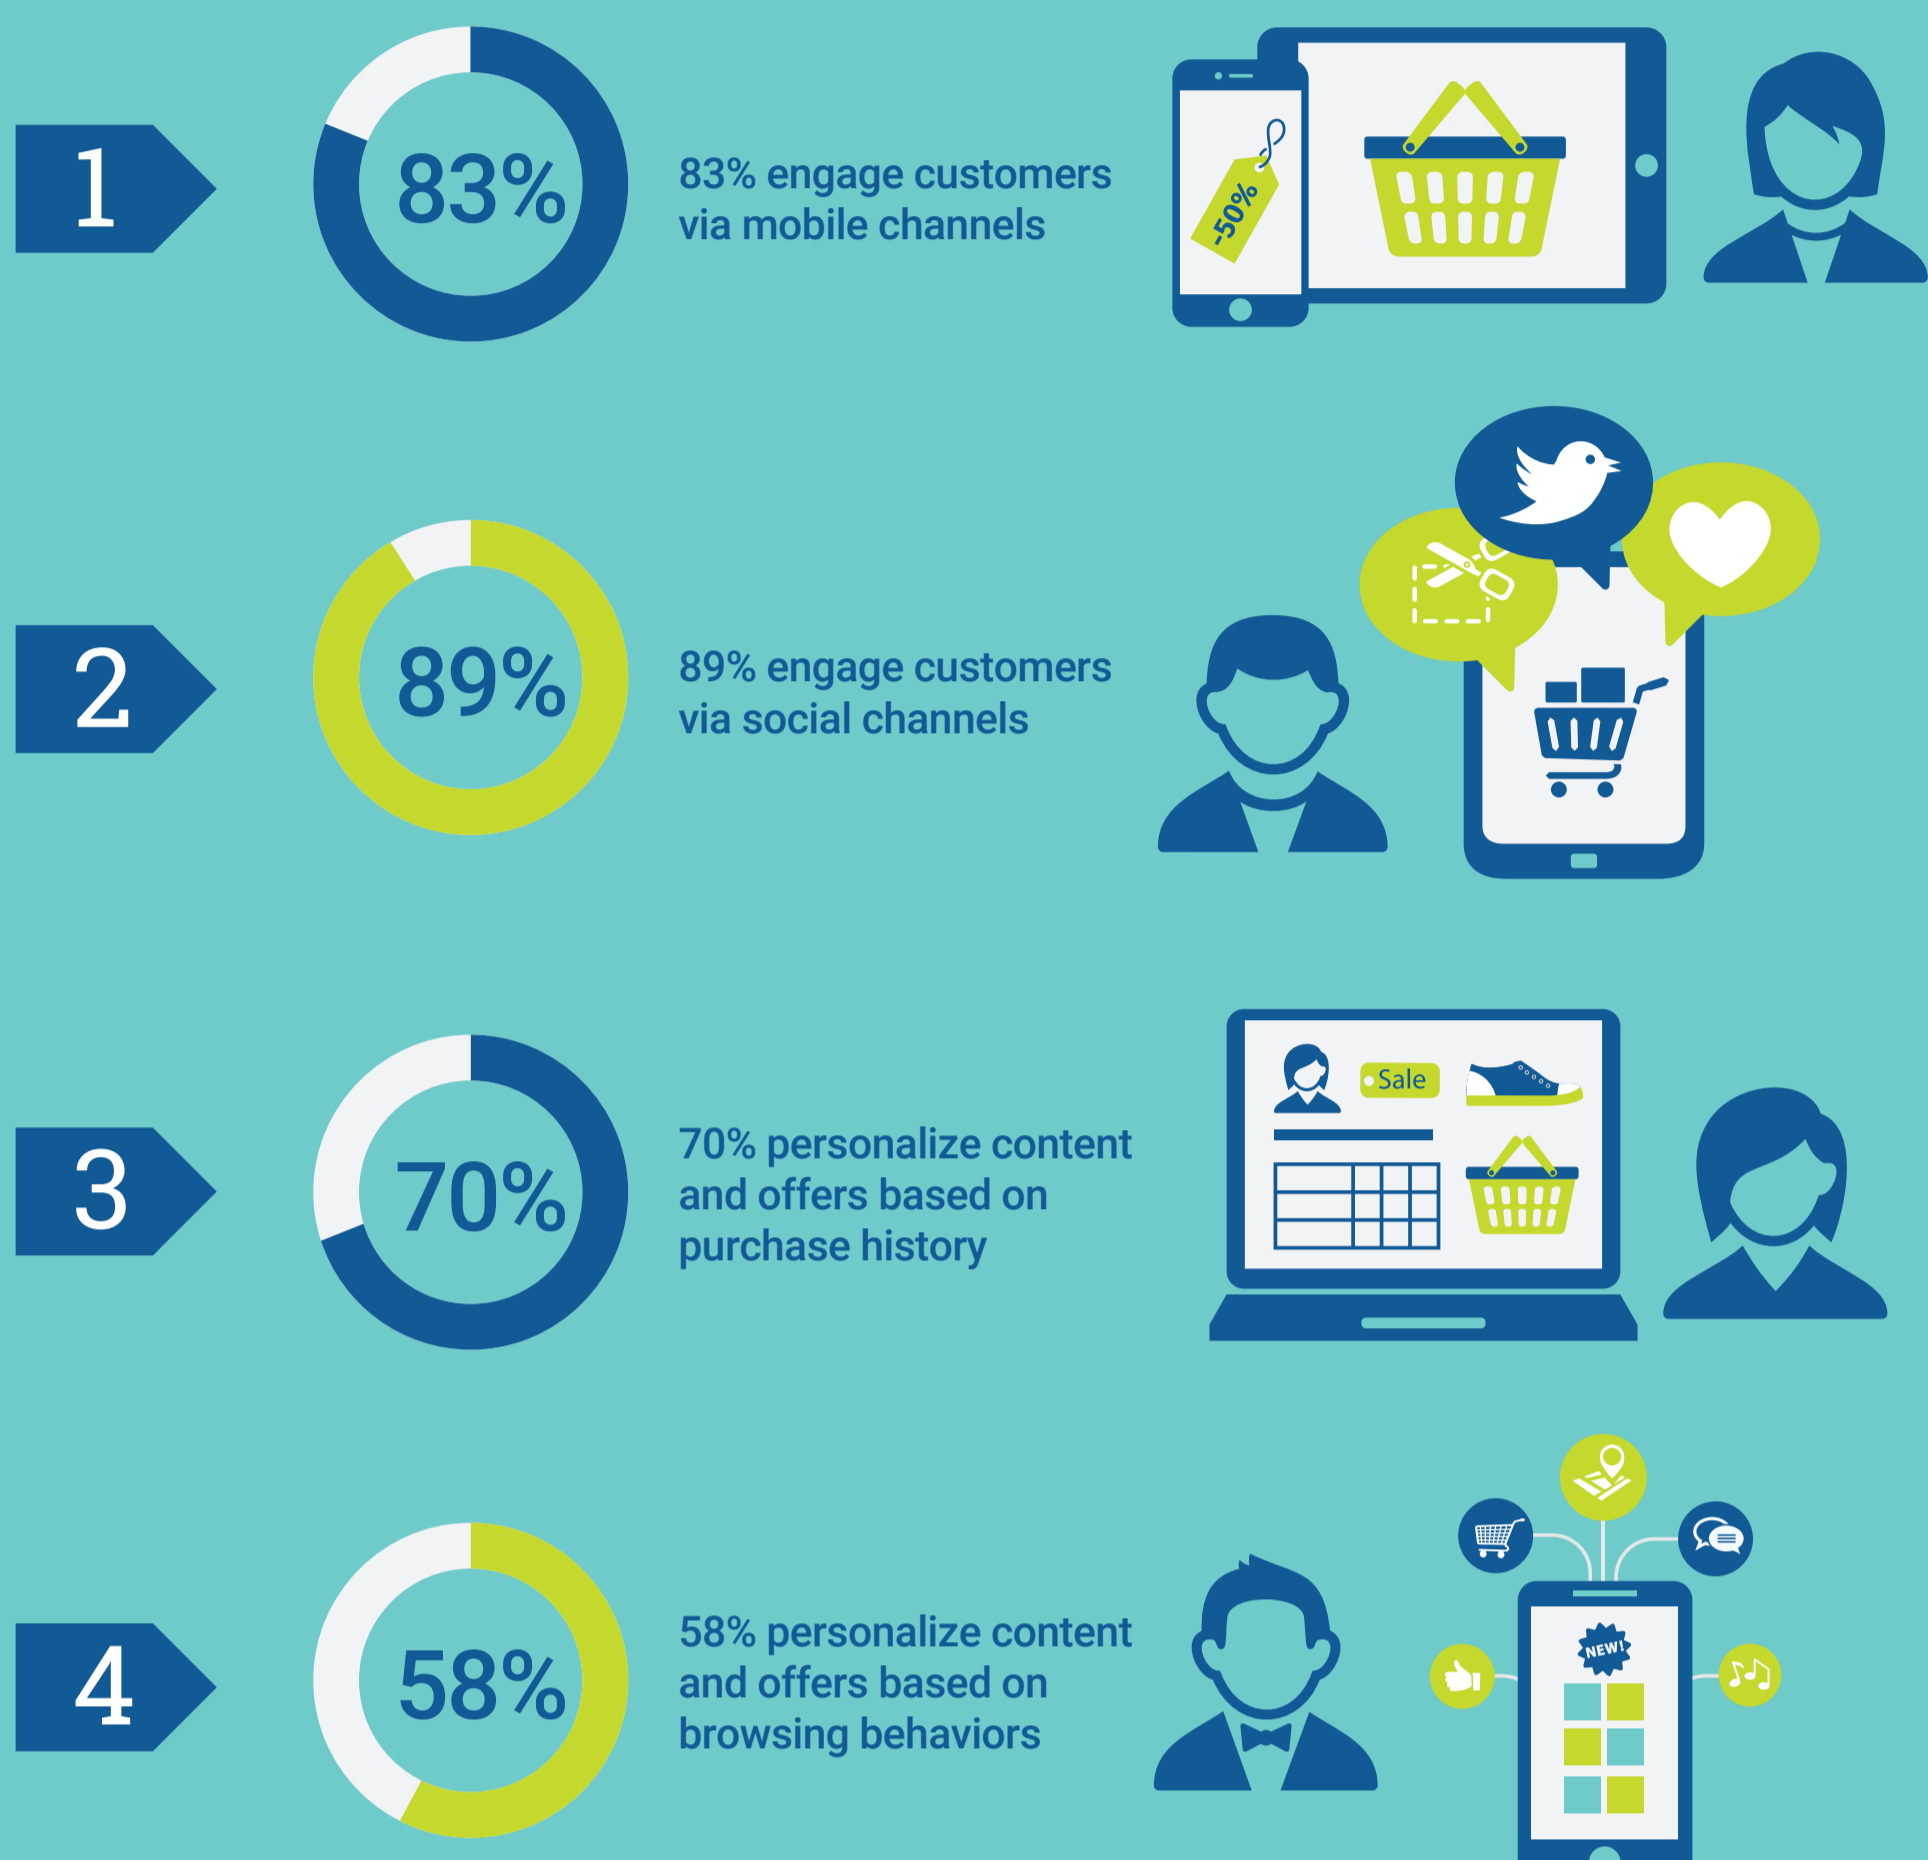 1
83%
83% engage customers
via mobile channels
-50%
2
89%
89% engage customers
via social channels
3
70%
70% personalize content
and offers based on
purchase history
Sale
4
58%
58% personalize content
and offers based on
browsing behaviors
NEW!